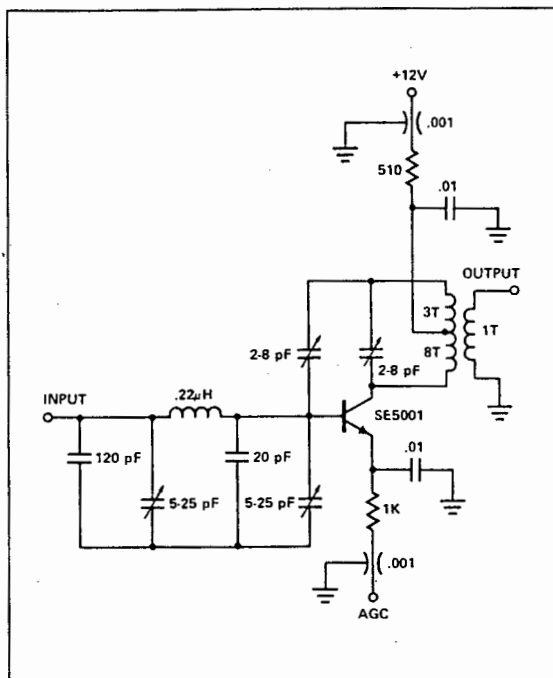 +12V
.001
510
.01
OUTPUT
3T
1T
8T
2-8 pF
2-8 pF
.22μH
SE5001
INPUT
120 pF
20 pF
.01
5-25 pF
5-25 pF
1K
.001
AGC